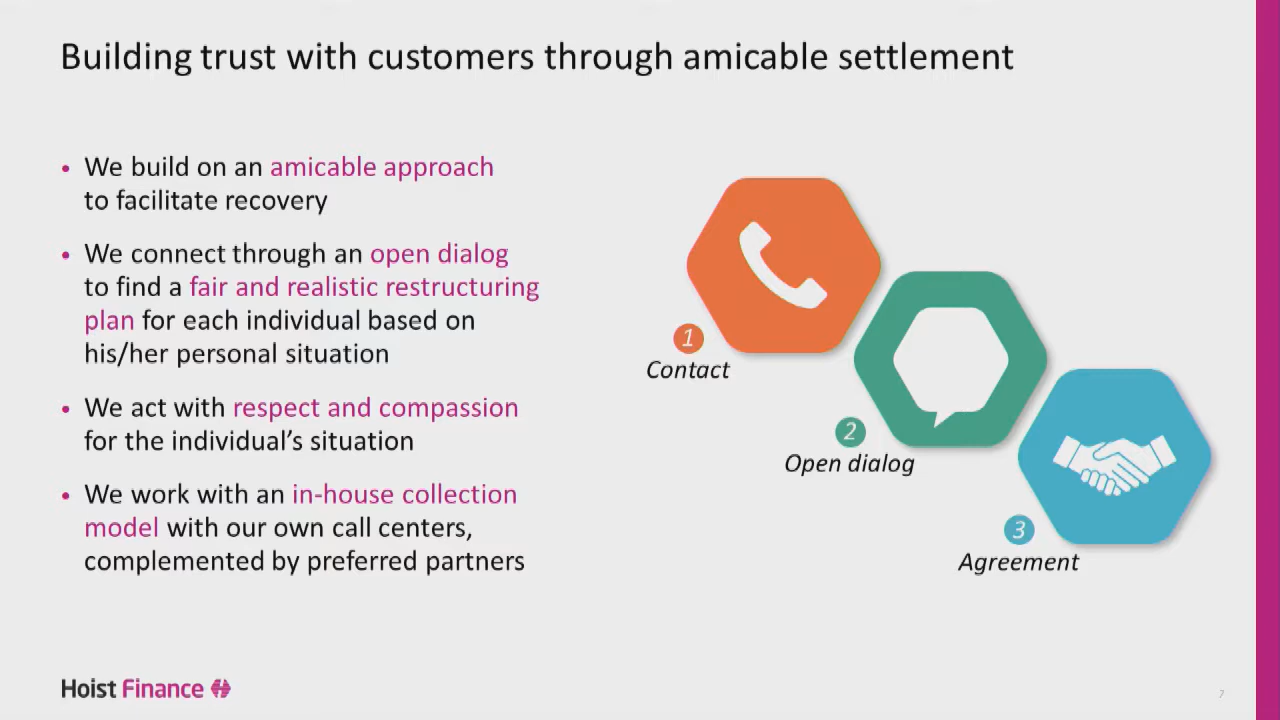 Building trust with customers through amicable settlement
• We build on an amicable approach
to facilitate recovery
• We connect through an open dialog
to find a fair and realistic restructuring
plan for each individual based on
his/her personal situation
• We act with respect and compassion
for the individual’s situation
• We work with an in-house collection
model with our own call centers,
complemented by preferred partners
1
Contact
2
Open dialog
3
Agreement
Hoist Finance
7